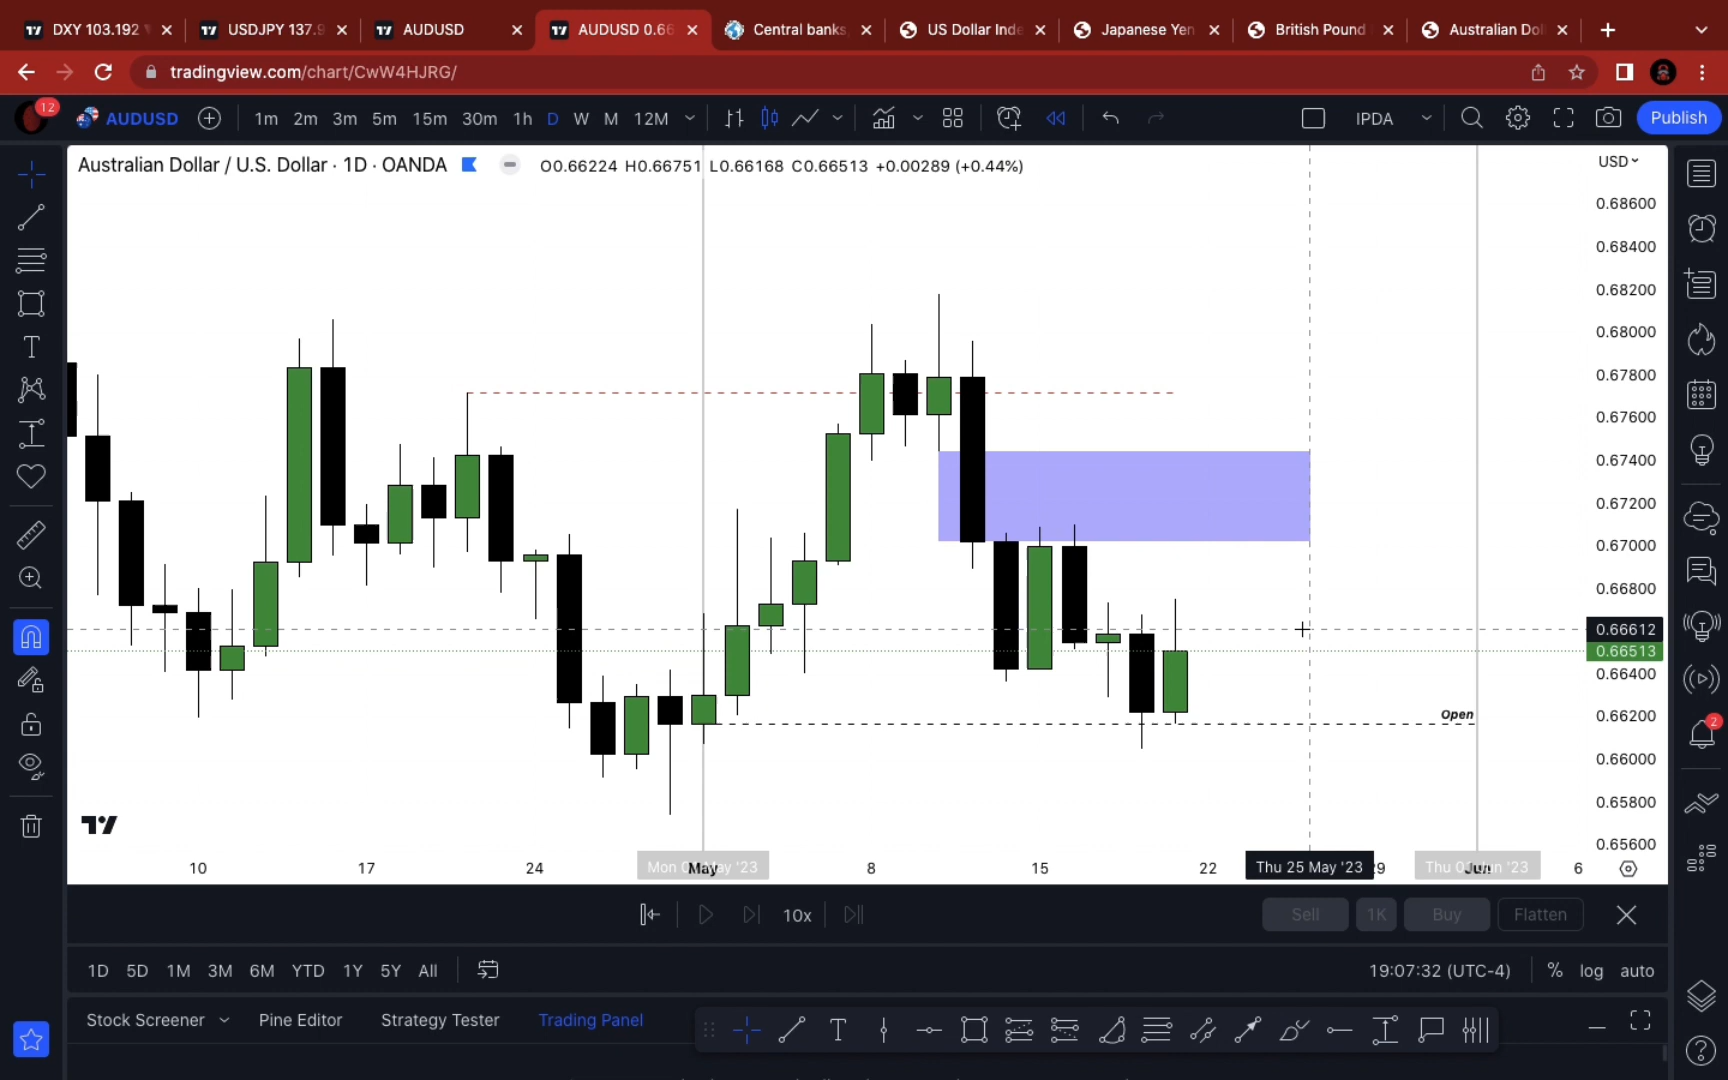 DXY 103.192
USDJPY 137.9
AUDUSD
AUDUSD 0.66
Central banks
US Dollar Inde
Japanese Yen
British Pound
Australian Dol
tradingview.com/chart/CwW4HJRG/
12
AUDUSD
1m 2m 3m 5m 15m 30m 1h D W M 12M
IPDA
Publish
Australian Dollar / U.S. Dollar · 1D · OANDA
O0.66224 H0.66751 L0.66168 C0.66513 +0.00289 (+0.44%)
USD
0.68600
0.68400
0.68200
0.68000
0.67800
0.67600
0.67400
0.67200
0.67000
0.66800
0.66612
0.66513
0.66400
0.66200
0.66000
0.65800
0.65600
Open
2
10
17
24
May
8
15
22
Thu 25 May '23
29
6
10x
Sell
1K
Buy
Flatten
1D 5D 1M 3M 6M YTD 1Y 5Y All
19:07:32 (UTC-4)
% log auto
Stock Screener
Pine Editor
Strategy Tester
Trading Panel